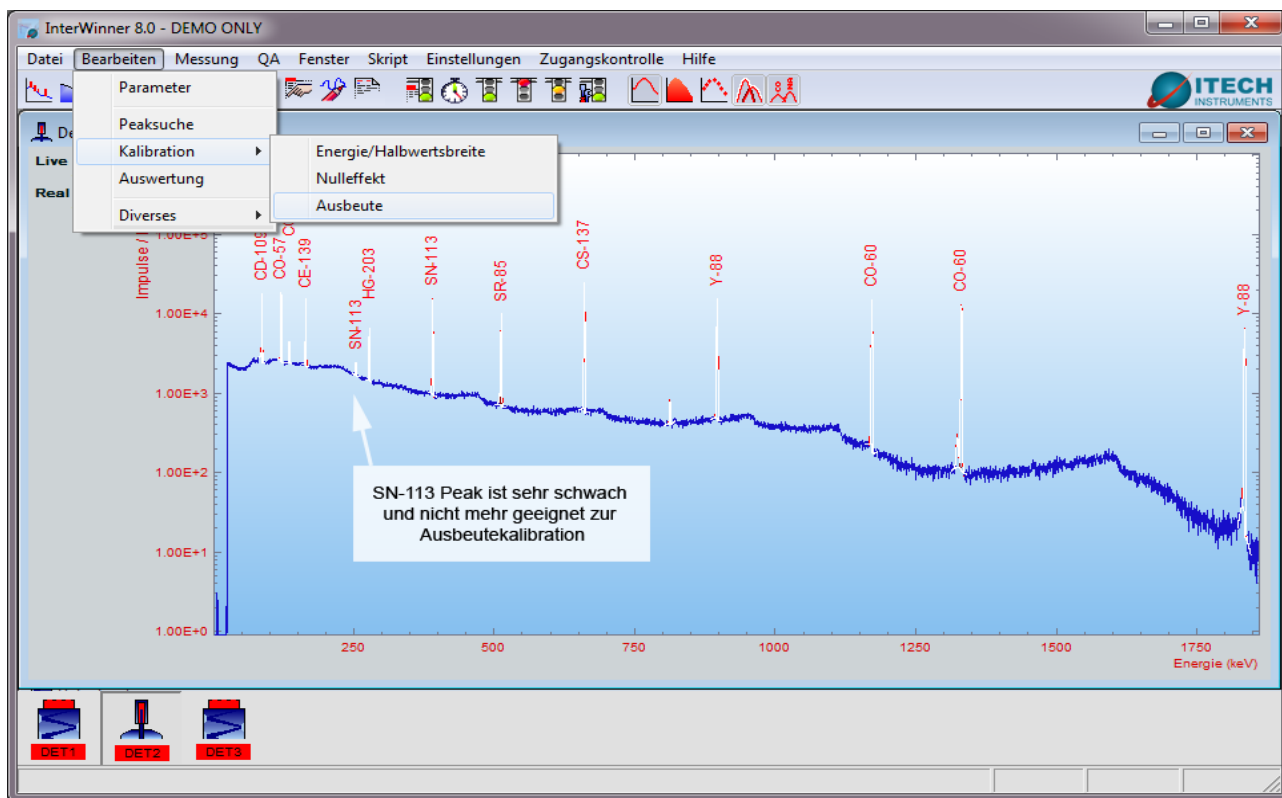 InterWinner 8.0 - DEMO ONLY
Datei Bearbeiten Messung QA Fenster Skript Einstellungen Zugangskontrolle Hilfe
ITECH
INSTRUMENTS
Parameter
Peaksuche
Kalibration
Auswertung
Diverses
Energie/Halbwertsbreite
Nulleffekt
Ausbeute
Live
Real
Impulse /
CD-109
CO-57
CE-139
SN-113
HG-203
SN-113
SR-85
CS-137
Y-88
CO-60
CO-60
Y-88
1.00E+5
1.00E+4
1.00E+3
1.00E+2
1.00E+1
1.00E+0
SN-113 Peak ist sehr schwach
und nicht mehr geeignet zur
Ausbeutekalibration
250 500 750 1000 1250 1500 1750
Energie (keV)
DET1 DET2 DET3